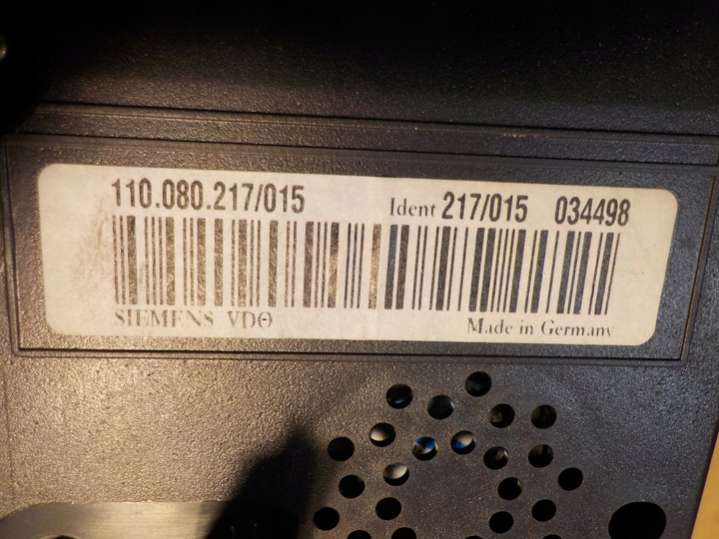 110.080.217/015 Ident 217/015 034498
SIEMENS VDO Made in Germany